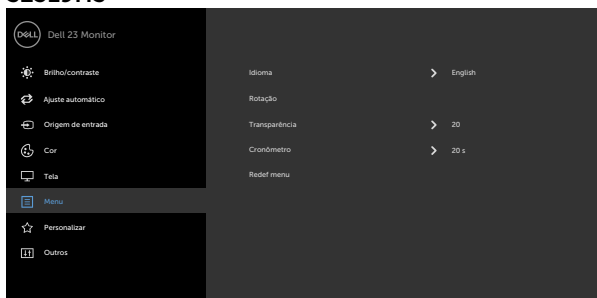 DELL Dell 23 Monitor
Brilho/contraste
Idioma English
Ajuste automático
Rotação
Origem de entrada
Transparência 20
Cor
Cronômetro 20 s
Tela
Redef menu
Menu
Personalizar
Outros